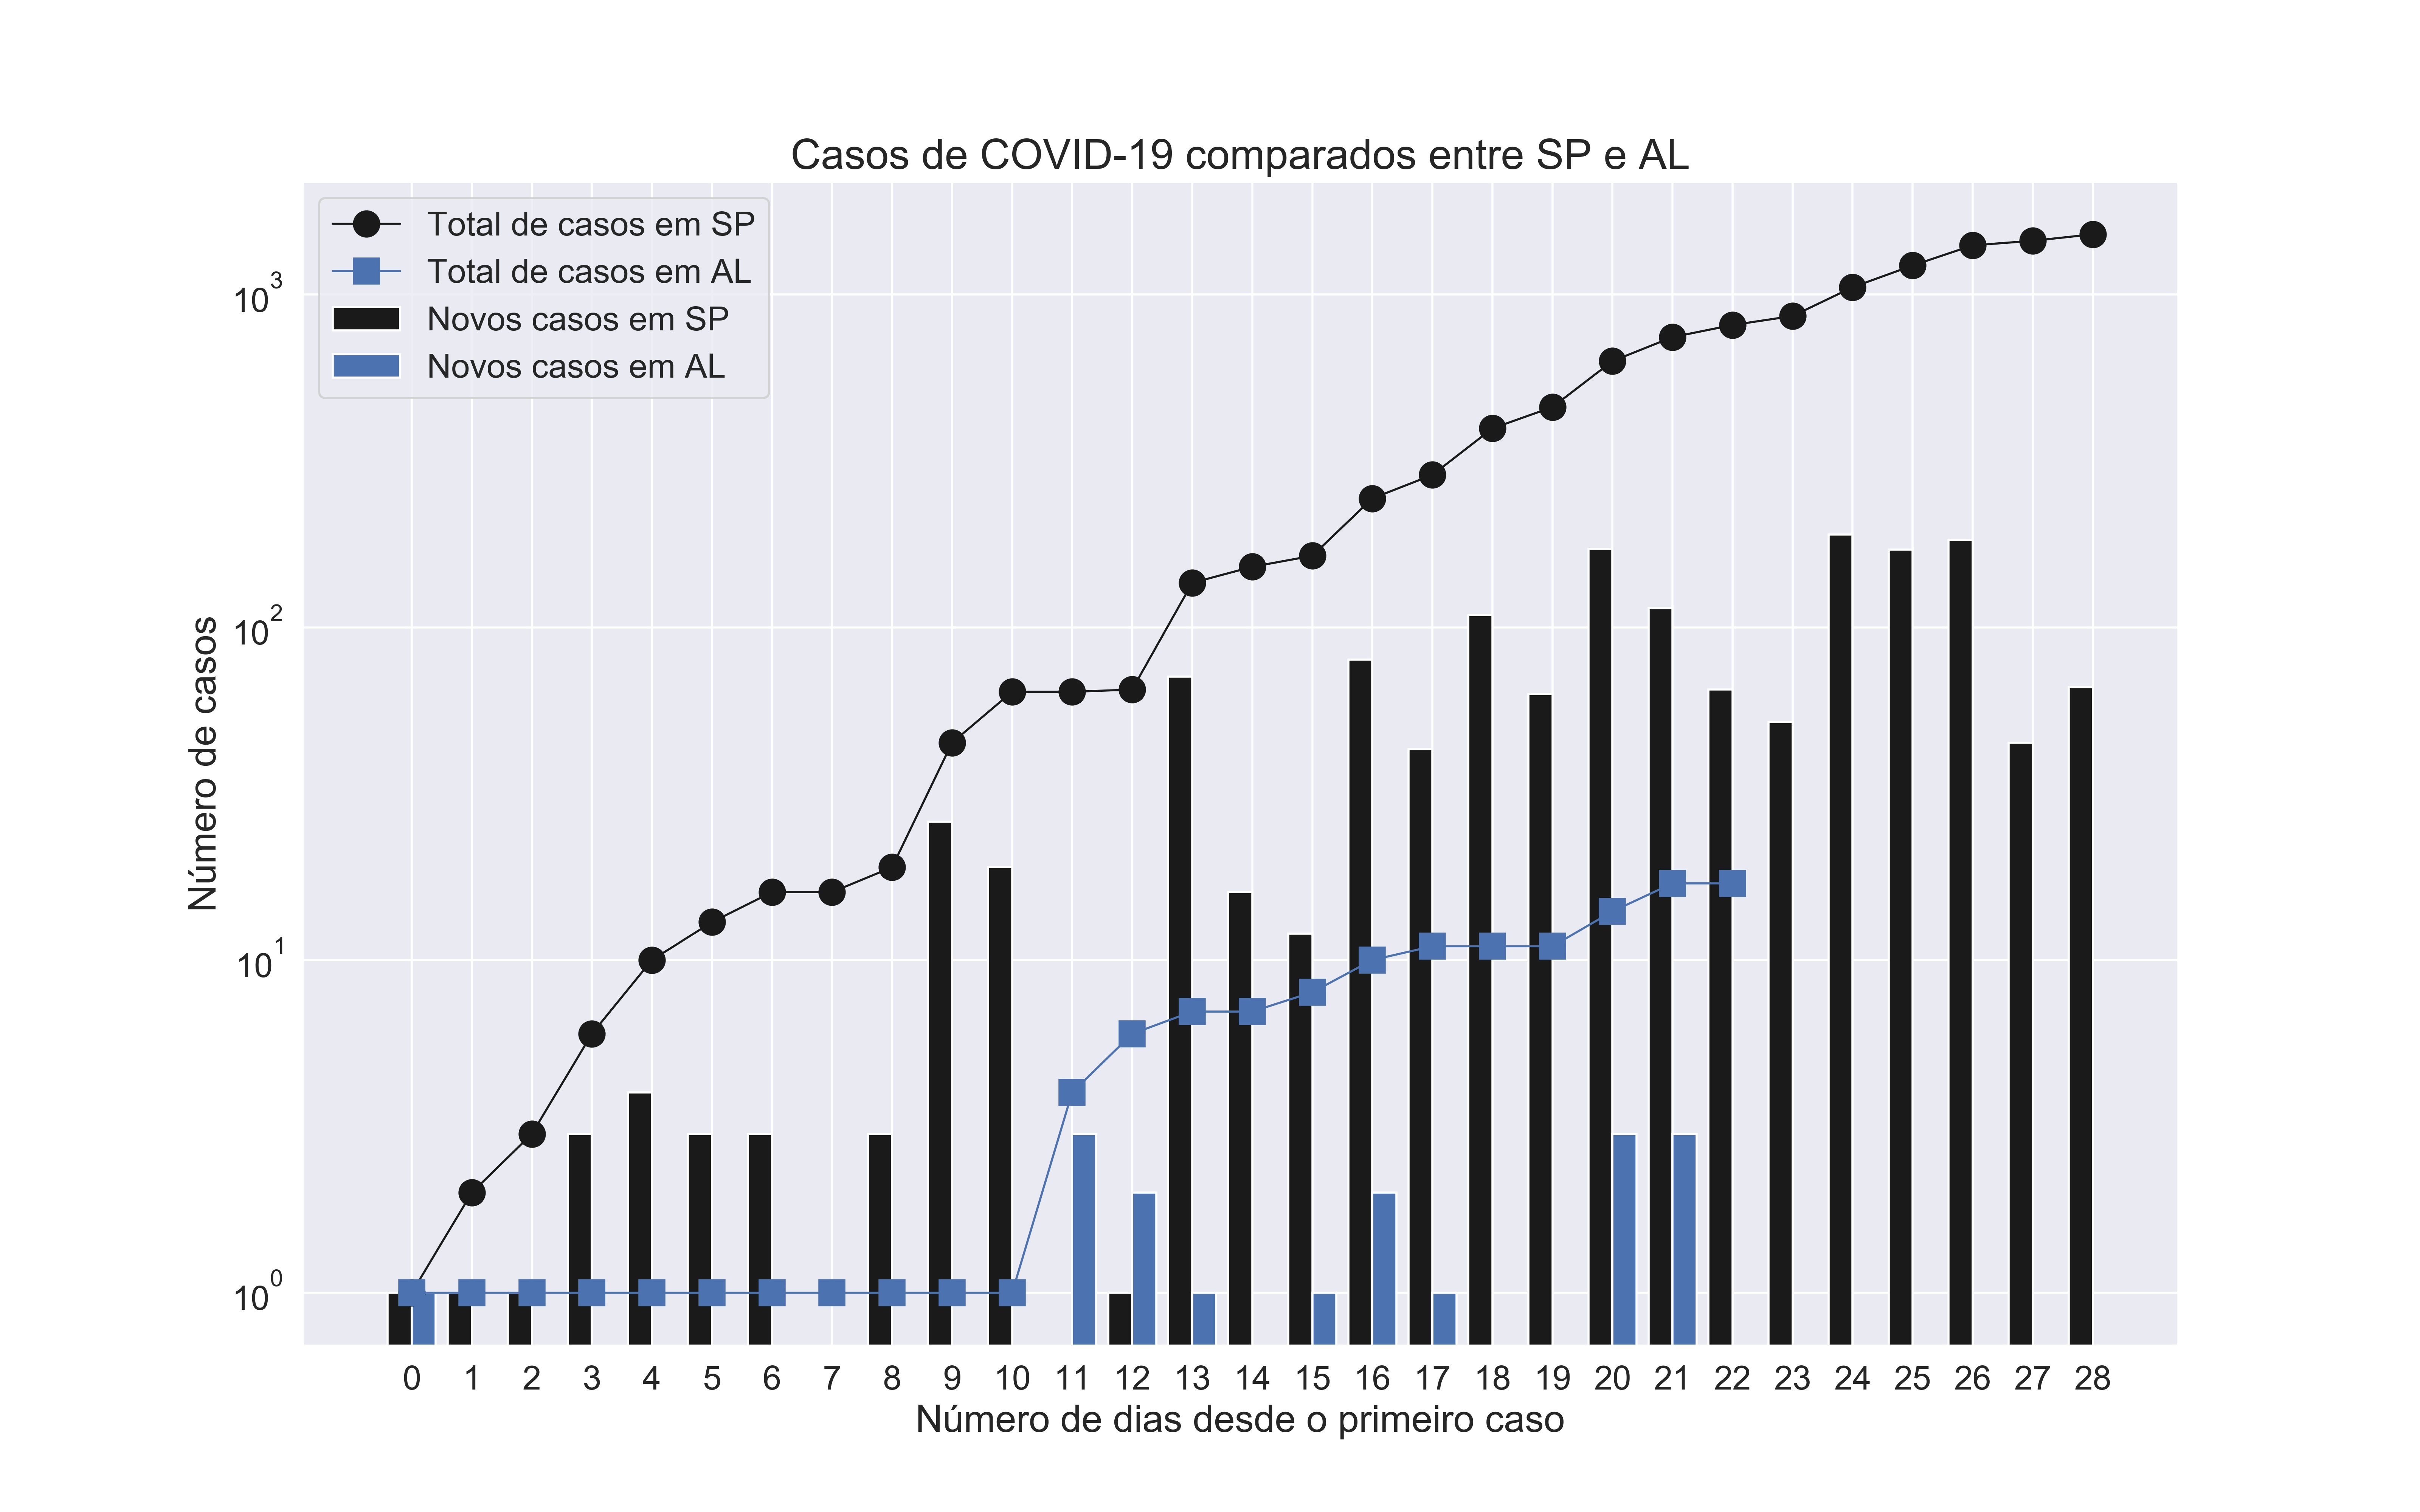 Casos de COVID-19 comparados entre SP e AL
Total de casos em SP
Total de casos em AL
Novos casos em SP
Novos casos em AL
10³
10²
10¹
10⁰
Número de casos
0 1 2 3 4 5 6 7 8 9 10 11 12 13 14 15 16 17 18 19 20 21 22 23 24 25 26 27 28
Número de dias desde o primeiro caso